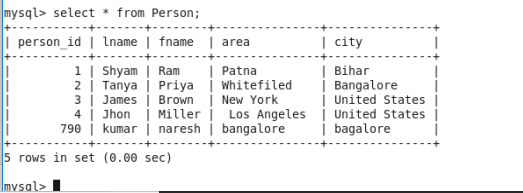 mysql> select * from Person;
+-----------+-------+--------+-------------+---------------+
| person_id | lname | fname  | area        | city          |
+-----------+-------+--------+-------------+---------------+
|         1 | Shyam | Ram    | Patna       | Bihar         |
|         2 | Tanya | Priya  | Whitefiled  | Bangalore     |
|         3 | James | Brown  | New York    | United States |
|         4 | Jhon  | Miller |  Los Angeles | United States |
|       790 | kumar | naresh | bangalore   | bagalore      |
+-----------+-------+--------+-------------+---------------+
5 rows in set (0.00 sec)
mysql>